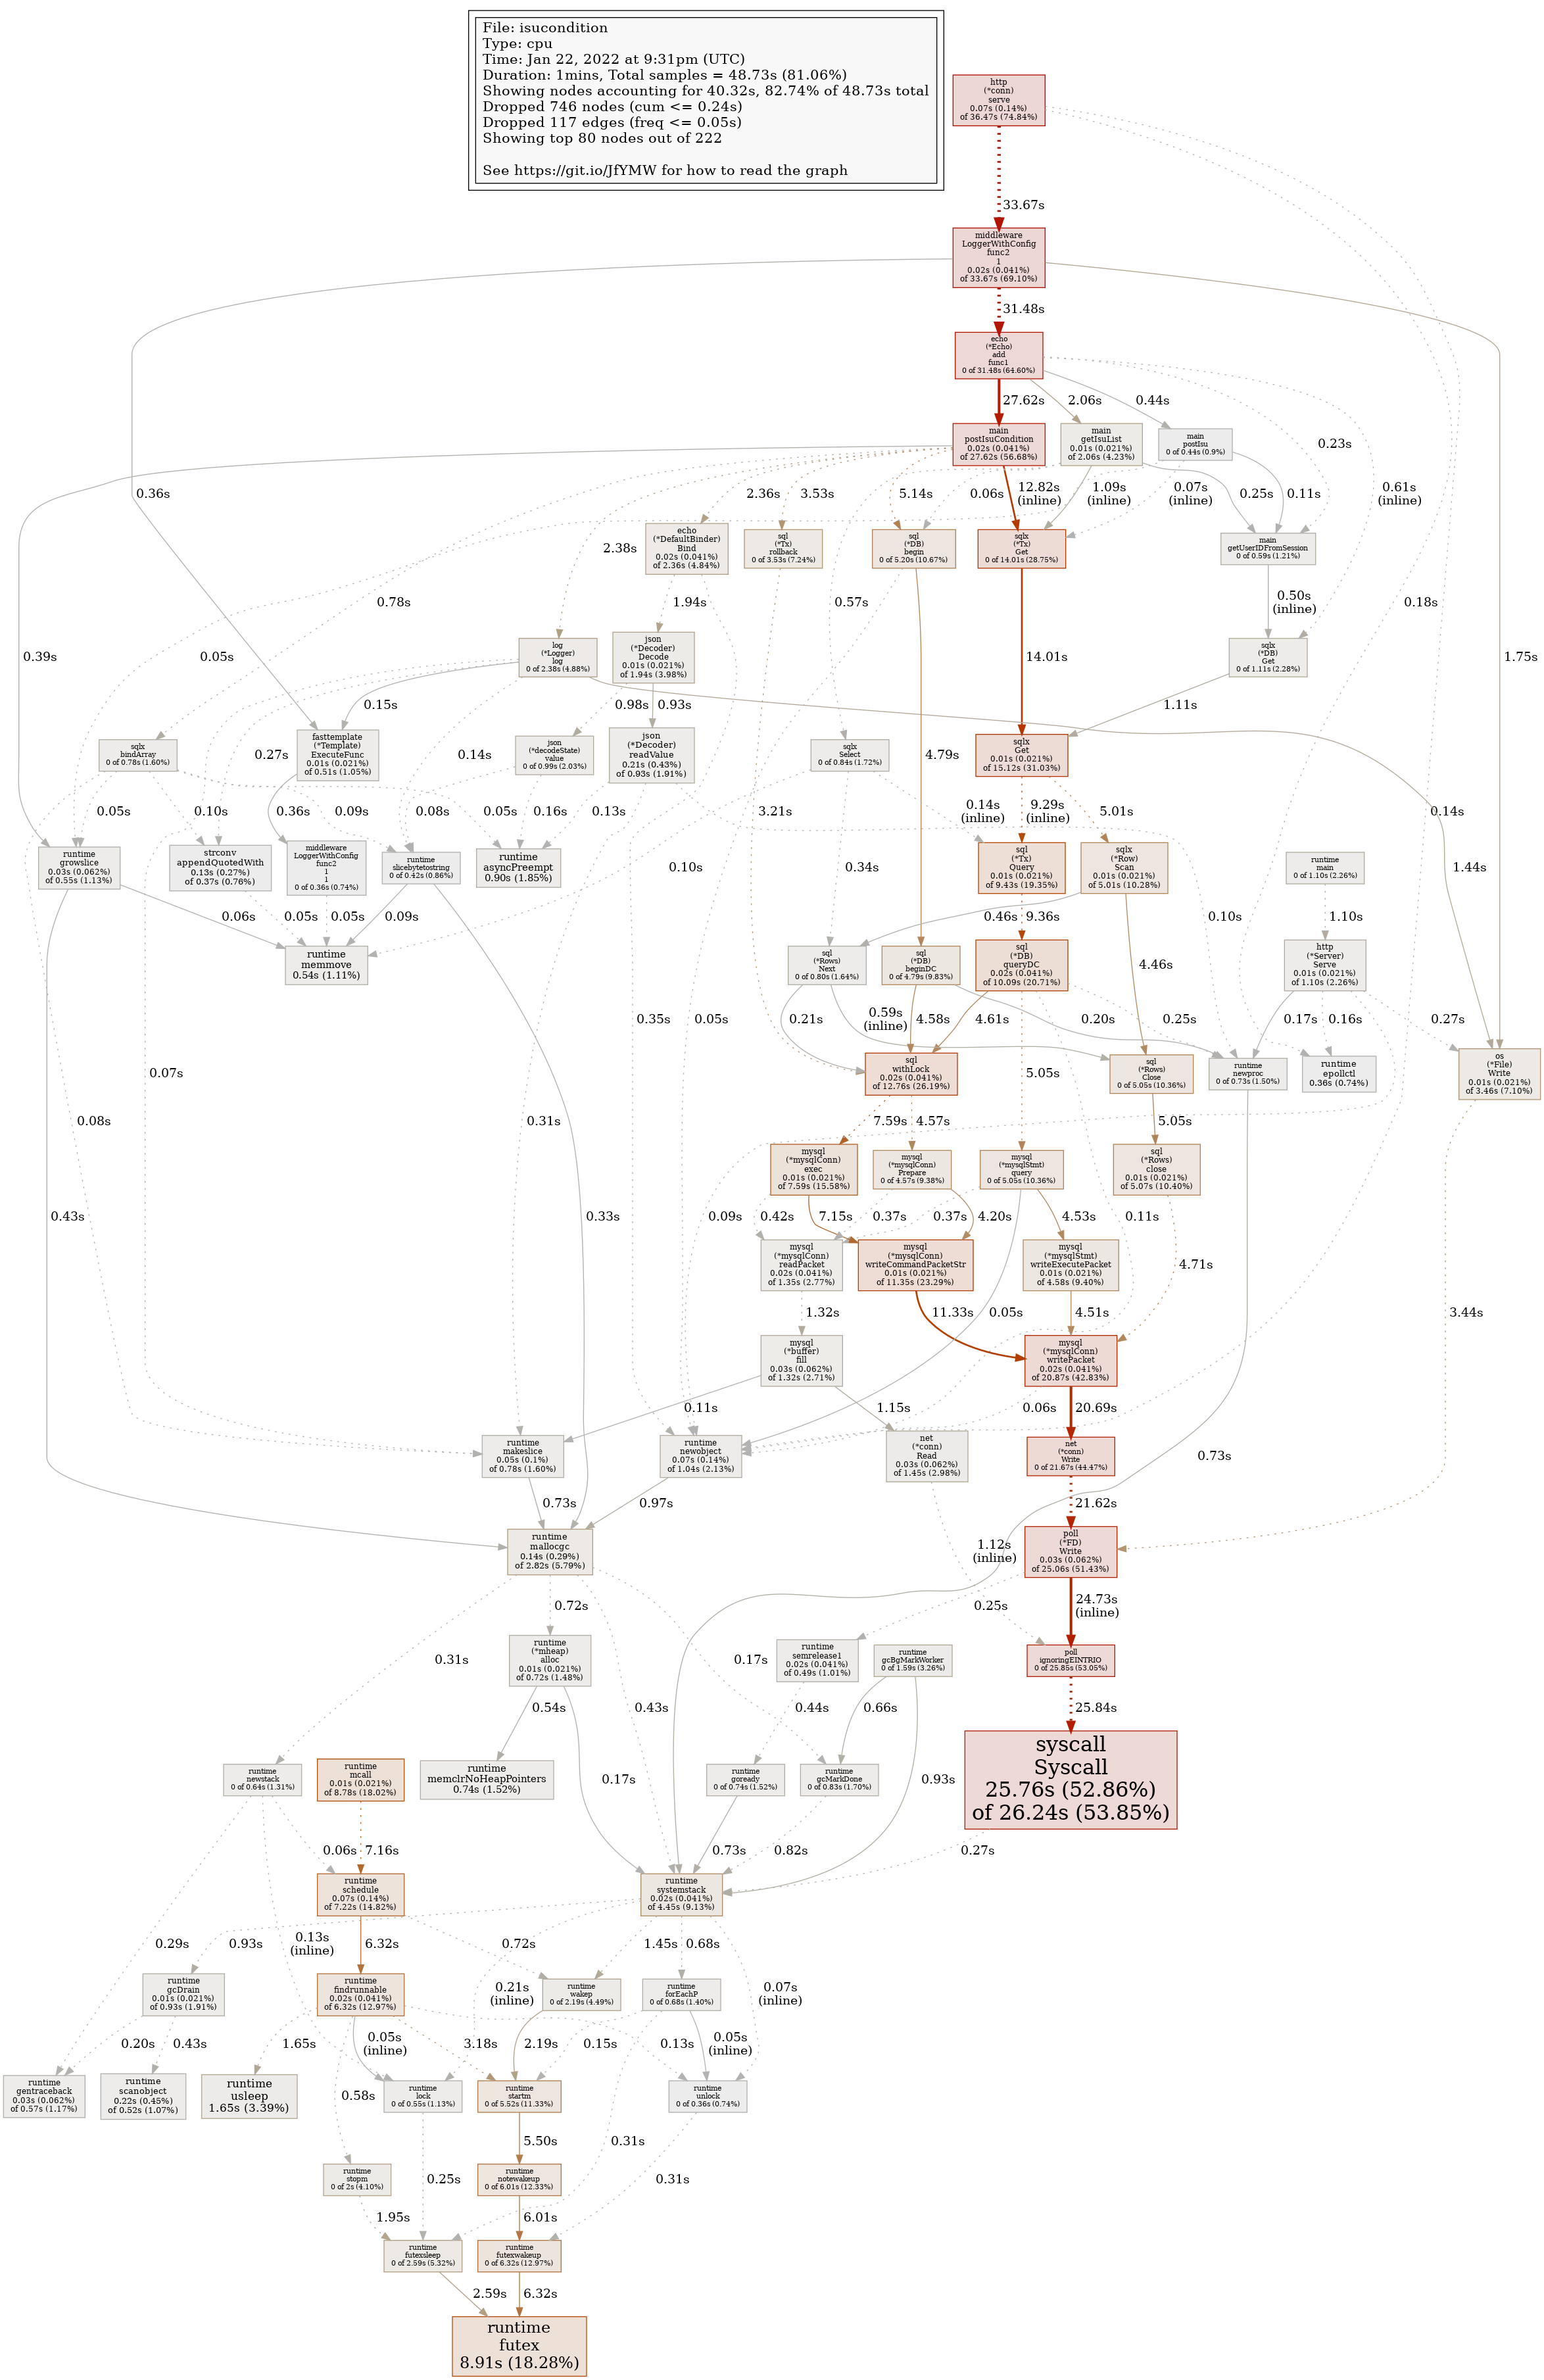 File: isucondition
Type: cpu
Time: Jan 22, 2022 at 9:31pm (UTC)
Duration: 1mins, Total samples = 48.73s (81.06%)
Showing nodes accounting for 40.32s, 82.74% of 48.73s total
Dropped 746 nodes (cum <= 0.24s)
Dropped 117 edges (freq <= 0.05s)
Showing top 80 nodes out of 222
See https://git.io/JfYMW for how to read the graph
http
(*conn)
serve
0.07s (0.14%)
of 36.47s (74.84%)
33.67s
middleware
LoggerWithConfig
func2
1
0.02s (0.041%)
of 33.67s (69.10%)
31.48s
echo
(*Echo)
add
func1
0 of 31.48s (64.60%)
27.62s
2.06s
0.44s
0.23s
0.61s
(inline)
0.36s
main
postIsuCondition
0.02s (0.041%)
of 27.62s (56.68%)
main
getIsuList
0.01s (0.021%)
of 2.06s (4.23%)
main
postIsu
0 of 0.44s (0.9%)
2.36s
3.53s
5.14s
0.06s
12.82s
(inline)
1.09s
(inline)
0.07s
(inline)
0.25s
0.11s
2.38s
echo
(*DefaultBinder)
Bind
0.02s (0.041%)
of 2.36s (4.84%)
sql
(*Tx)
rollback
0 of 3.53s (7.24%)
sql
(*DB)
begin
0 of 5.20s (10.67%)
sqlx
(*Tx)
Get
0 of 14.01s (28.75%)
main
getUserIDFromSession
0 of 0.59s (1.21%)
0.78s
1.94s
0.57s
0.50s
(inline)
0.18s
0.39s
0.05s
log
(*Logger)
log
0 of 2.38s (4.88%)
json
(*Decoder)
Decode
0.01s (0.021%)
of 1.94s (3.98%)
14.01s
sqlx
(*DB)
Get
0 of 1.11s (2.28%)
1.75s
0.15s
0.98s
0.93s
1.11s
sqlx
bindArray
0 of 0.78s (1.60%)
0.27s
fasttemplate
(*Template)
ExecuteFunc
0.01s (0.021%)
of 0.51s (1.05%)
0.14s
json
(*decodeState)
value
0 of 0.99s (2.03%)
json
(*Decoder)
readValue
0.21s (0.43%)
of 0.93s (1.91%)
sqlx
Select
0 of 0.84s (1.72%)
4.79s
sqlx
Get
0.01s (0.021%)
of 15.12s (31.03%)
0.05s
0.10s
0.36s
0.09s
0.08s
0.05s
0.16s
0.13s
3.21s
0.14s
(inline)
9.29s
(inline)
5.01s
0.14s
runtime
growslice
0.03s (0.062%)
of 0.55s (1.13%)
strconv
appendQuotedWith
0.13s (0.27%)
of 0.37s (0.76%)
middleware
LoggerWithConfig
func2
1
1
0 of 0.36s (0.74%)
runtime
slicebytetostring
0 of 0.42s (0.86%)
runtime
asyncPreempt
0.90s (1.85%)
0.10s
0.34s
sql
(*Tx)
Query
0.01s (0.021%)
of 9.43s (19.35%)
sqlx
(*Row)
Scan
0.01s (0.021%)
of 5.01s (10.28%)
runtime
main
0 of 1.10s (2.26%)
1.44s
0.06s
0.05s
0.05s
0.09s
0.46s
9.36s
0.10s
1.10s
runtime
memmove
0.54s (1.11%)
sql
(*Rows)
Next
0 of 0.80s (1.64%)
sql
(*DB)
beginDC
0 of 4.79s (9.83%)
sql
(*DB)
queryDC
0.02s (0.041%)
of 10.09s (20.71%)
4.46s
http
(*Server)
Serve
0.01s (0.021%)
of 1.10s (2.26%)
0.35s
0.05s
0.21s
0.59s
(inline)
4.58s
4.61s
0.20s
0.25s
0.17s
0.16s
0.27s
0.07s
sql
withLock
0.02s (0.041%)
of 12.76s (26.19%)
5.05s
sql
(*Rows)
Close
0 of 5.05s (10.36%)
runtime
newproc
0 of 0.73s (1.50%)
runtime
epollctl
0.36s (0.74%)
os
(*File)
Write
0.01s (0.021%)
of 3.46s (7.10%)
0.08s
0.31s
7.59s
4.57s
5.05s
mysql
(*mysqlConn)
exec
0.01s (0.021%)
of 7.59s (15.58%)
mysql
(*mysqlConn)
Prepare
0 of 4.57s (9.38%)
mysql
(*mysqlStmt)
query
0 of 5.05s (10.36%)
sql
(*Rows)
close
0.01s (0.021%)
of 5.07s (10.40%)
0.43s
0.33s
0.09s
0.42s
7.15s
0.37s
0.37s
4.20s
4.53s
0.11s
mysql
(*mysqlConn)
readPacket
0.02s (0.041%)
of 1.35s (2.77%)
mysql
(*mysqlConn)
writeCommandPacketStr
0.01s (0.021%)
of 11.35s (23.29%)
mysql
(*mysqlStmt)
writeExecutePacket
0.01s (0.021%)
of 4.58s (9.40%)
4.71s
1.32s
11.33s
0.05s
4.51s
3.44s
mysql
(*buffer)
fill
0.03s (0.062%)
of 1.32s (2.71%)
mysql
(*mysqlConn)
writePacket
0.02s (0.041%)
of 20.87s (42.83%)
0.11s
1.15s
0.06s
20.69s
runtime
makeslice
0.05s (0.1%)
of 0.78s (1.60%)
runtime
newobject
0.07s (0.14%)
of 1.04s (2.13%)
net
(*conn)
Read
0.03s (0.062%)
of 1.45s (2.98%)
net
(*conn)
Write
0 of 21.67s (44.47%)
0.73s
0.73s
0.97s
21.62s
runtime
mallocgc
0.14s (0.29%)
of 2.82s (5.79%)
1.12s
(inline)
poll
(*FD)
Write
0.03s (0.062%)
of 25.06s (51.43%)
0.72s
0.25s
24.73s
(inline)
0.31s
runtime
(*mheap)
alloc
0.01s (0.021%)
of 0.72s (1.48%)
0.17s
runtime
semrelease1
0.02s (0.041%)
of 0.49s (1.01%)
runtime
gcBgMarkWorker
0 of 1.59s (3.26%)
poll
ignoringEINTRIO
0 of 25.85s (53.05%)
0.54s
0.43s
0.44s
0.66s
25.84s
runtime
newstack
0 of 0.64s (1.31%)
runtime
mcall
0.01s (0.021%)
of 8.78s (18.02%)
runtime
memclrNoHeapPointers
0.74s (1.52%)
0.17s
runtime
goready
0 of 0.74s (1.52%)
runtime
gcMarkDone
0 of 0.83s (1.70%)
0.93s
syscall
Syscall
25.76s (52.86%)
of 26.24s (53.85%)
0.06s
7.16s
0.73s
0.82s
0.27s
runtime
schedule
0.07s (0.14%)
of 7.22s (14.82%)
runtime
systemstack
0.02s (0.041%)
of 4.45s (9.13%)
0.29s
0.93s
0.13s
(inline)
6.32s
0.72s
1.45s
0.68s
runtime
gcDrain
0.01s (0.021%)
of 0.93s (1.91%)
runtime
findrunnable
0.02s (0.041%)
of 6.32s (12.97%)
0.21s
(inline)
runtime
wakep
0 of 2.19s (4.49%)
runtime
forEachP
0 of 0.68s (1.40%)
0.07s
(inline)
0.20s
0.43s
1.65s
0.05s
(inline)
3.18s
2.19s
0.15s
0.13s
0.05s
(inline)
runtime
gentraceback
0.03s (0.062%)
of 0.57s (1.17%)
runtime
scanobject
0.22s (0.45%)
of 0.52s (1.07%)
runtime
usleep
1.65s (3.39%)
0.58s
runtime
lock
0 of 0.55s (1.13%)
runtime
startm
0 of 5.52s (11.33%)
runtime
unlock
0 of 0.36s (0.74%)
5.50s
0.31s
runtime
stopm
0 of 2s (4.10%)
0.25s
runtime
notewakeup
0 of 6.01s (12.33%)
0.31s
1.95s
6.01s
runtime
futexsleep
0 of 2.59s (5.32%)
runtime
futexwakeup
0 of 6.32s (12.97%)
2.59s
6.32s
runtime
futex
8.91s (18.28%)